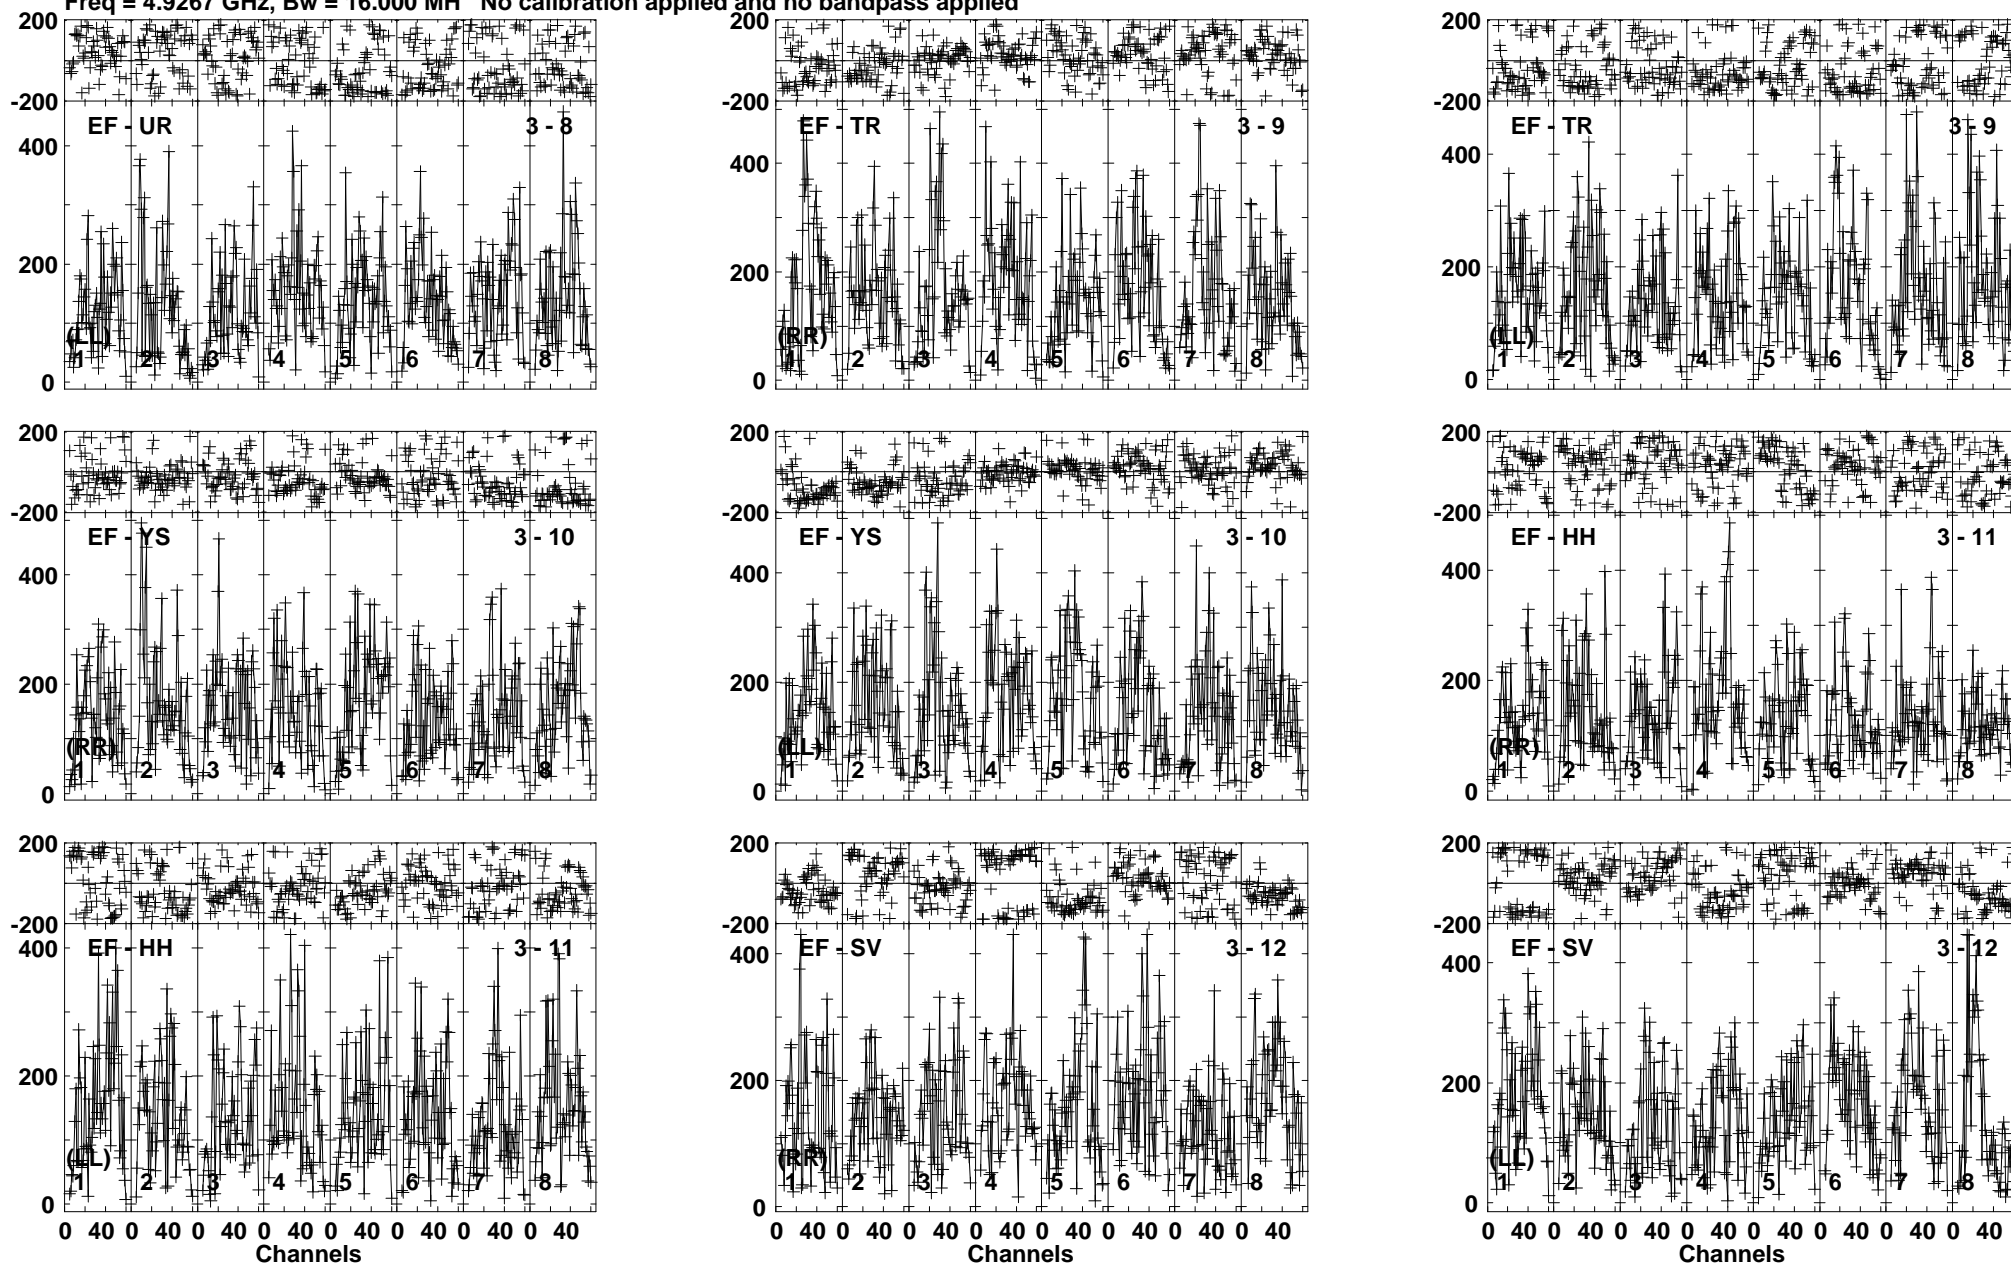 Freq = 4.9267 GHz, Bw = 16.000 MH No calibration applied and no bandpass applied
200 200 200
-200 -200 -200
EF - UR 3 - 8 EF - TR 3 - 9 EF - TR 3 - 9
400 400 400
200 200 200
(LL) (RR) (LL)
1 2 3 4 5 6 7 8 1 2 3 4 5 6 7 8 1 2 3 4 5 6 7 8
0 0 0
200 200 200
-200 -200 -200
EF - YS 3 - 10 EF - YS 3 - 10 EF - HH 3 - 11
400 400 400
200 200 200
(RR) (LL) (RR)
1 2 3 4 5 6 7 8 1 2 3 4 5 6 7 8 1 2 3 4 5 6 7 8
0 0 0
200 200 200
-200 -200 -200
EF - HH 3 - 11 EF - SV 3 - 12 EF - SV 3 - 12
400 400 400
200 200 200
(LL) (RR) (LL)
1 2 3 4 5 6 7 8 1 2 3 4 5 6 7 8 1 2 3 4 5 6 7 8
0 0 0
0 40 0 40 0 40 0 40 0 40 0 40 0 40 0 40 0 40 0 40 0 40 0 40 0 40 0 40 0 40 0 40 0 40 0 40 0 40 0 40 0 40 0 40 0 40 0 40
Channels Channels Channels